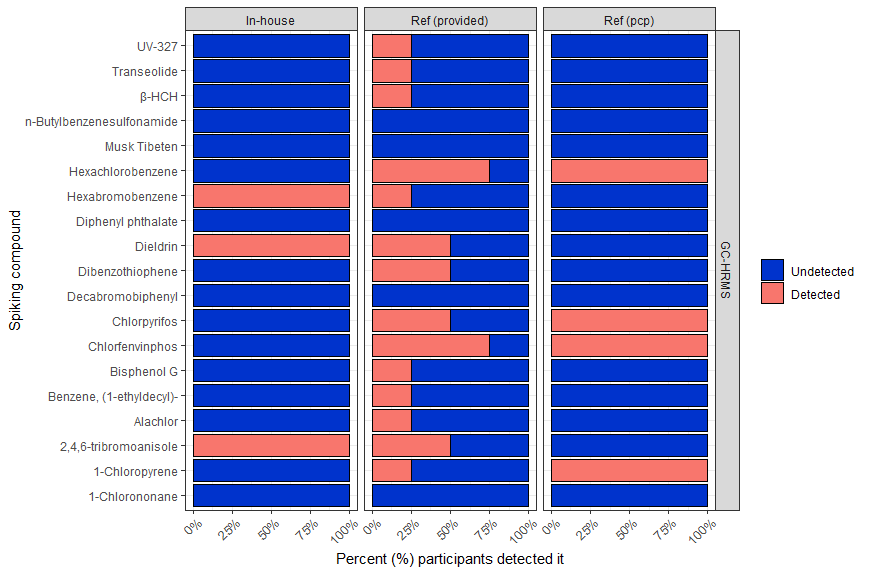 In-house
Ref (provided)
Ref (pcp)
UV-327
Transeolide
β-HCH
n-Butylbenzenesulfonamide
Musk Tibeten
Hexachlorobenzene
Hexabromobenzene
Diphenyl phthalate
Dieldrin
Dibenzothiophene
Decabromobiphenyl
Chlorpyrifos
Chlorfenvinphos
Bisphenol G
Benzene, (1-ethyldecyl)-
Alachlor
2,4,6-tribromoanisole
1-Chloropyrene
1-Chlorononane
Spiking compound
GC-HRMS
Undetected
Detected
0% 25% 50% 75% 100%
0% 25% 50% 75% 100%
0% 25% 50% 75% 100%
Percent (%) participants detected it